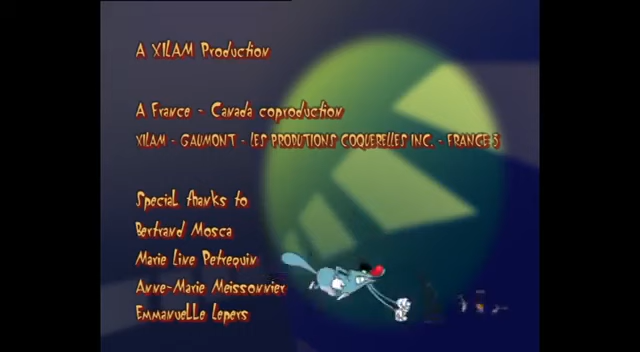 A XILAM Production
A France - Canada coproduction
XILAM - GAUMONT - LES PRODUTIONS COQUERELLES INC. - FRANCE 3
Special thanks to
Bertrand Mosca
Marie Line Petrequin
Anne-Marie Meissonnier
Emmanuelle Lepers